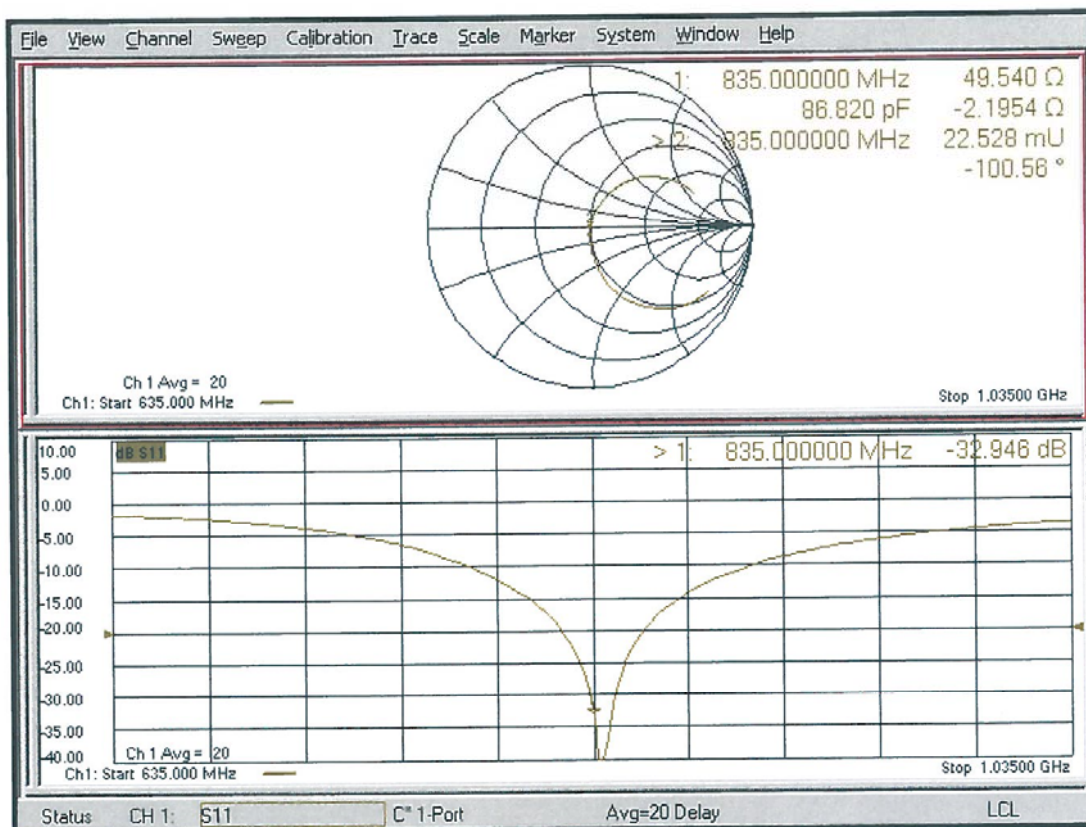 File View Channel Sweep Calibration Trace Scale Marker System Window Help
1: 835.000000 MHz 49.540 Ω
86.820 pF -2.1954 Ω
> 2: 835.000000 MHz 22.528 mU
-100.56 °
Ch 1 Avg = 20
Ch1: Start 635.000 MHz
Stop 1.03500 GHz
10.00
dB S11
> 1: 835.000000 MHz -32.946 dB
5.00
0.00
-5.00
-10.00
-15.00
-20.00
-25.00
-30.00
-35.00
-40.00
Ch 1 Avg = 20
Ch1: Start 635.000 MHz
Stop 1.03500 GHz
Status CH 1: S11 C* 1-Port Avg=20 Delay LCL